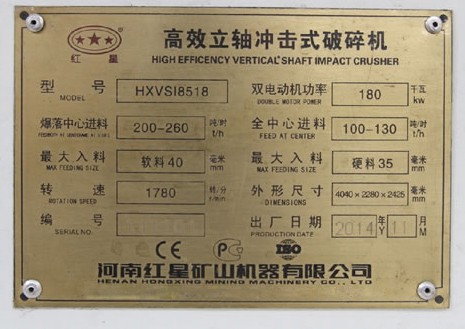 红星
高效立轴冲击式破碎机
HIGH EFFICENCY VERTICAL SHAFT IMPACT CRUSHER
型号 MODEL HXVSI8518
双电动机功率 DOUBLE MOTOR POWER 180 千瓦 kw
爆落中心进料 200-260 吨/时 t/h
全中心进料 FEED AT CENTER 100-130 吨/时 t/h
最大入料 MAX FEEDING SIZE 软料40 毫米 mm
最大入料 MAX FEEDING SIZE 硬料35 毫米 mm
转速 ROTATION SPEED 1780 转/分 r/min
外形尺寸 DIMENSIONS 4040×2280×2425 毫米 mm
编号 SERIAL NO.
出厂日期 PRODUCTION DATE 2014 年 Y 11 月 M
CE PC ISO
河南红星矿山机器有限公司
HENAN HONGXING MINING MACHINERY CO., LTD